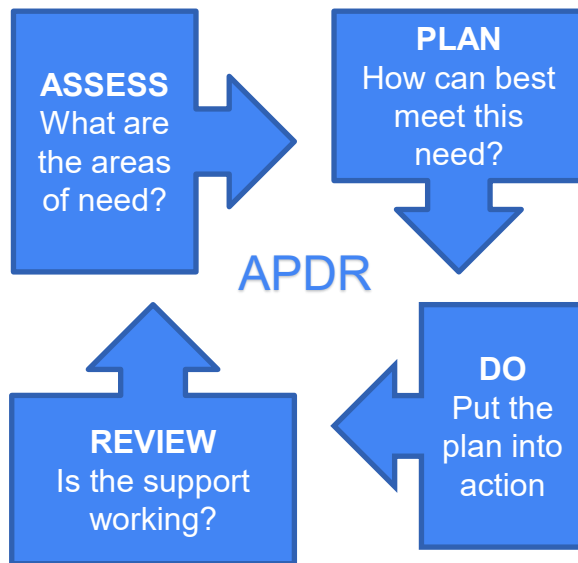 ASSESS
What are
the areas
of need?
PLAN
How can best
meet this
need?
APDR
DO
Put the
plan into
action
REVIEW
Is the support
working?